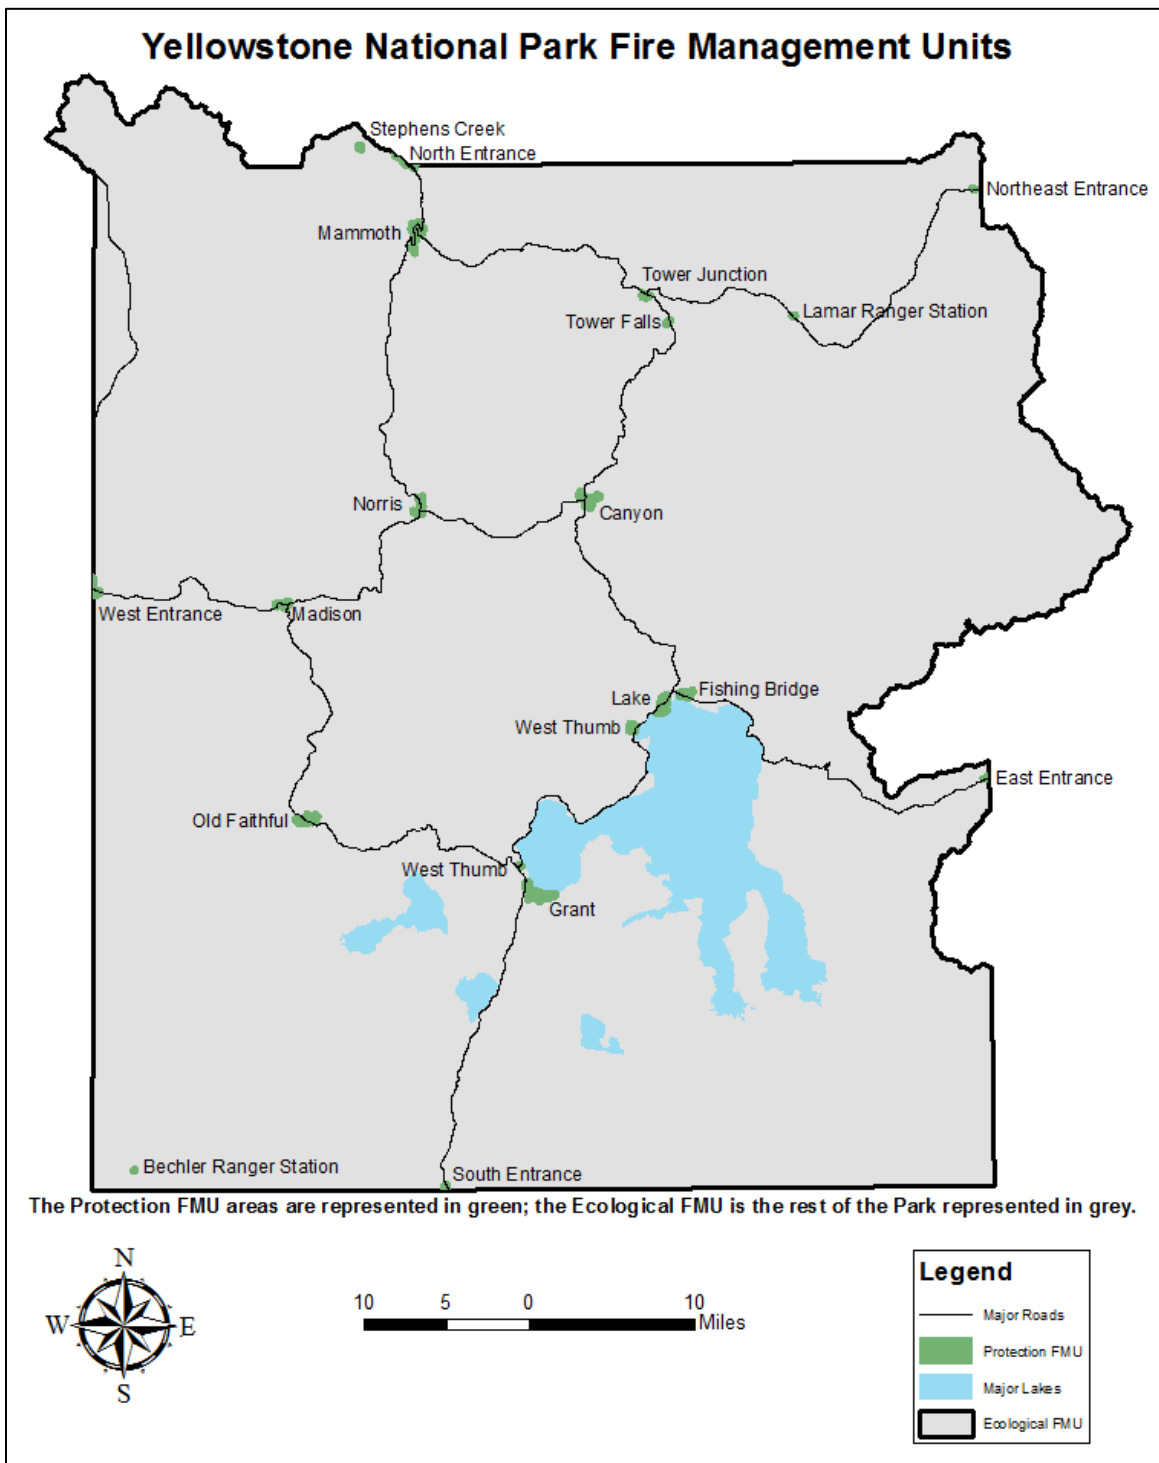 Yellowstone National Park Fire Management Units
Stephens Creek
North Entrance
Northeast Entrance
Mammoth
Tower Junction
Lamar Ranger Station
Tower Falls
Norris
Canyon
West Entrance
Madison
Fishing Bridge
Lake
West Thumb
East Entrance
Old Faithful
West Thumb
Grant
Bechler Ranger Station
South Entrance
The Protection FMU areas are represented in green; the Ecological FMU is the rest of the Park represented in grey.
N
W E
S
10 5 0 10
Miles
Legend
Major Roads
Protection FMU
Major Lakes
Ecological FMU